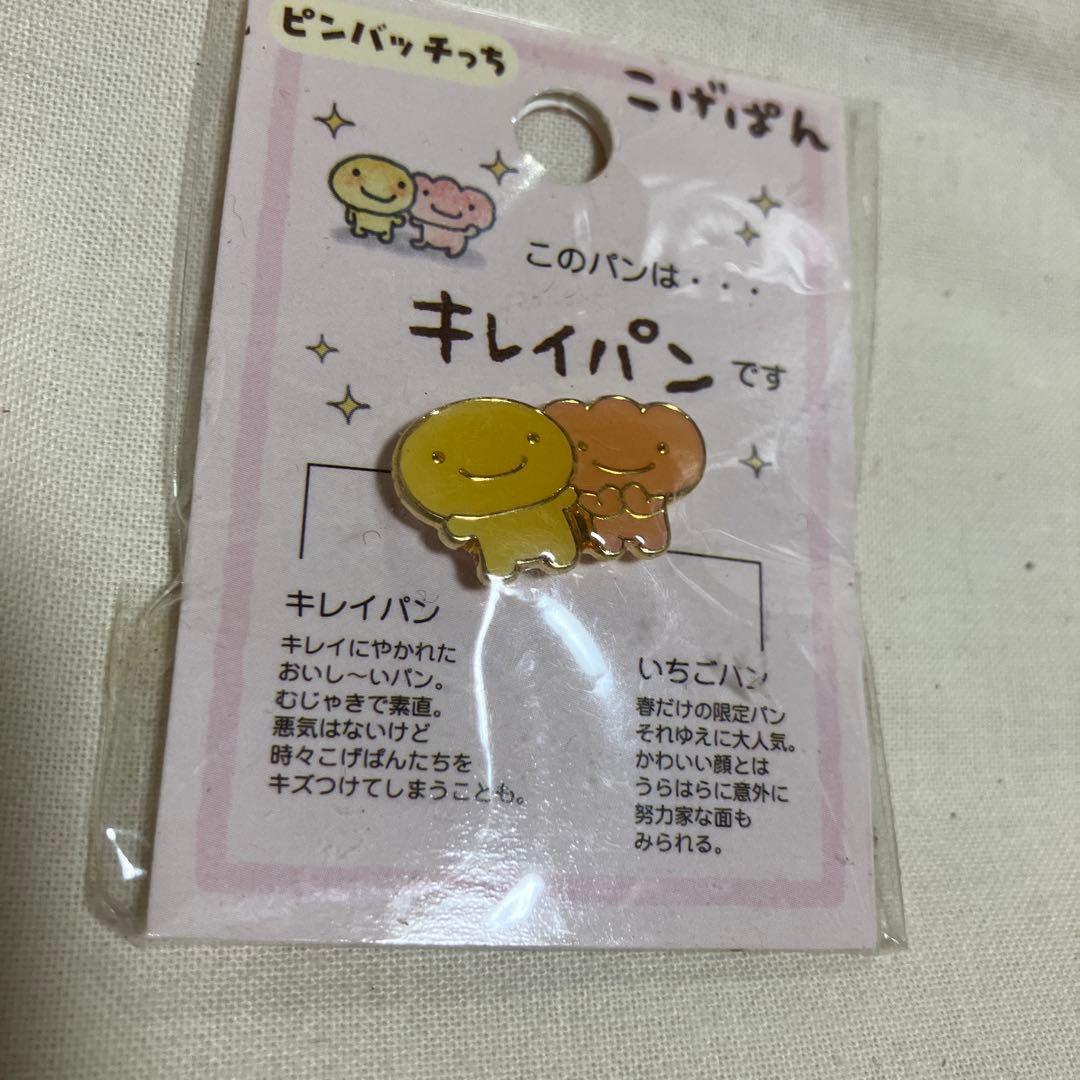 ピンバッチっち
こげぱん
このパンは・・・
キレイパンです
キレイパン
キレイにやかれた
おいし〜いパン。
むじゃきで素直。
悪気はないけど
時々こげぱんたちを
キズつけてしまうことも。
いちごパン
春だけの限定パン
それゆえに大人気。
かわいい顔とは
うらはらに意外に
努力家な面も
みられる。